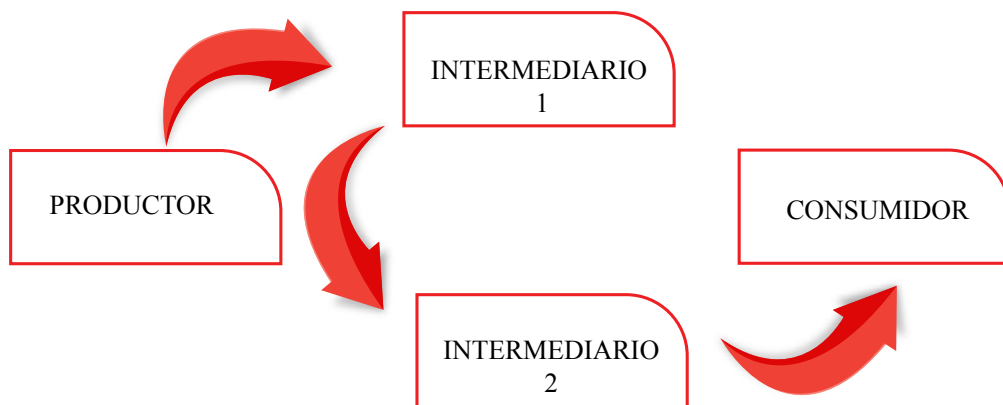 PRODUCTOR
INTERMEDIARIO
1
INTERMEDIARIO
2
CONSUMIDOR